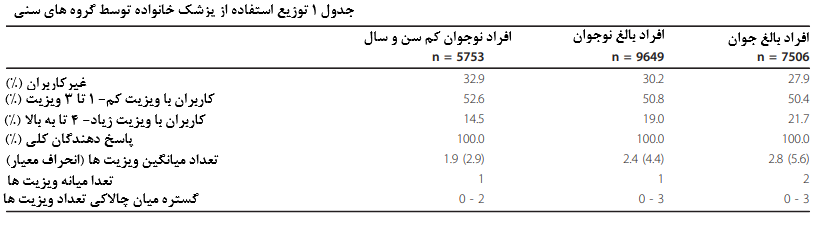 جدول ۱ توزیع استفاده از پزشک خانواده توسط گروه های سنی
افراد نوجوان کم سن و سال افراد بالغ نوجوان افراد بالغ جوان
n = 5753 n = 9649 n = 7506
غیرکاربران (٪) 32.9 30.2 27.9
کاربران با ویزیت کم- ۱ تا ۳ ویزیت (٪) 52.6 50.8 50.4
کاربران با ویزیت زیاد- ۴ تا به بالا (٪) 14.5 19.0 21.7
پاسخ دهندگان کلی (٪) 100.0 100.0 100.0
تعداد میانگین ویزیت ها (انحراف معیار) 1.9 (2.9) 2.4 (4.4) 2.8 (5.6)
تعدا میانه ویزیت ها 1 1 2
گستره میان چالاکی تعداد ویزیت ها 0 - 2 0 - 3 0 - 3